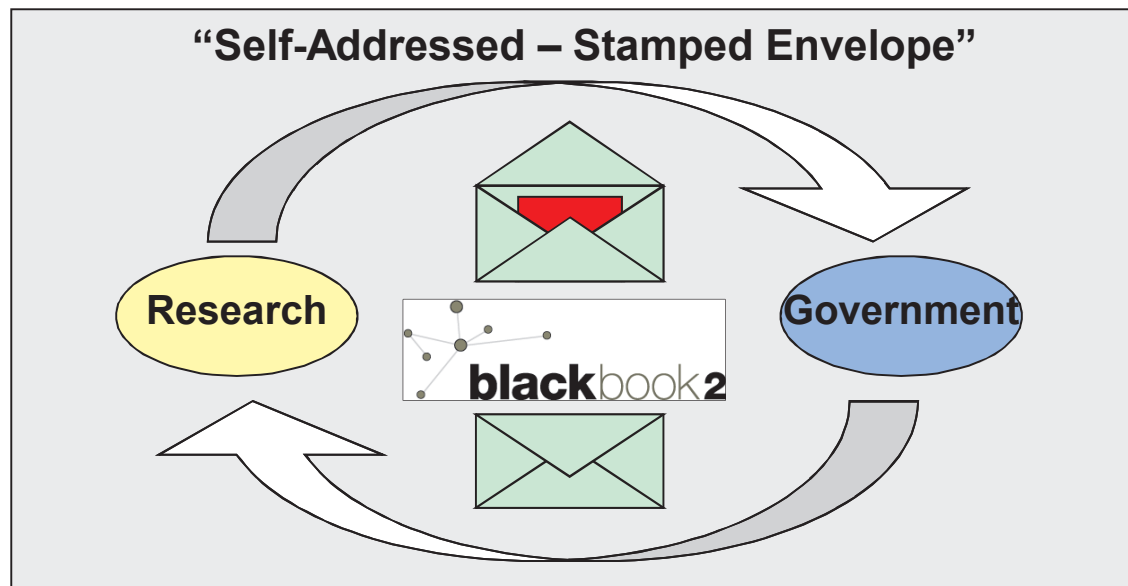 “Self-Addressed – Stamped Envelope”
Research
Government
blackbook2